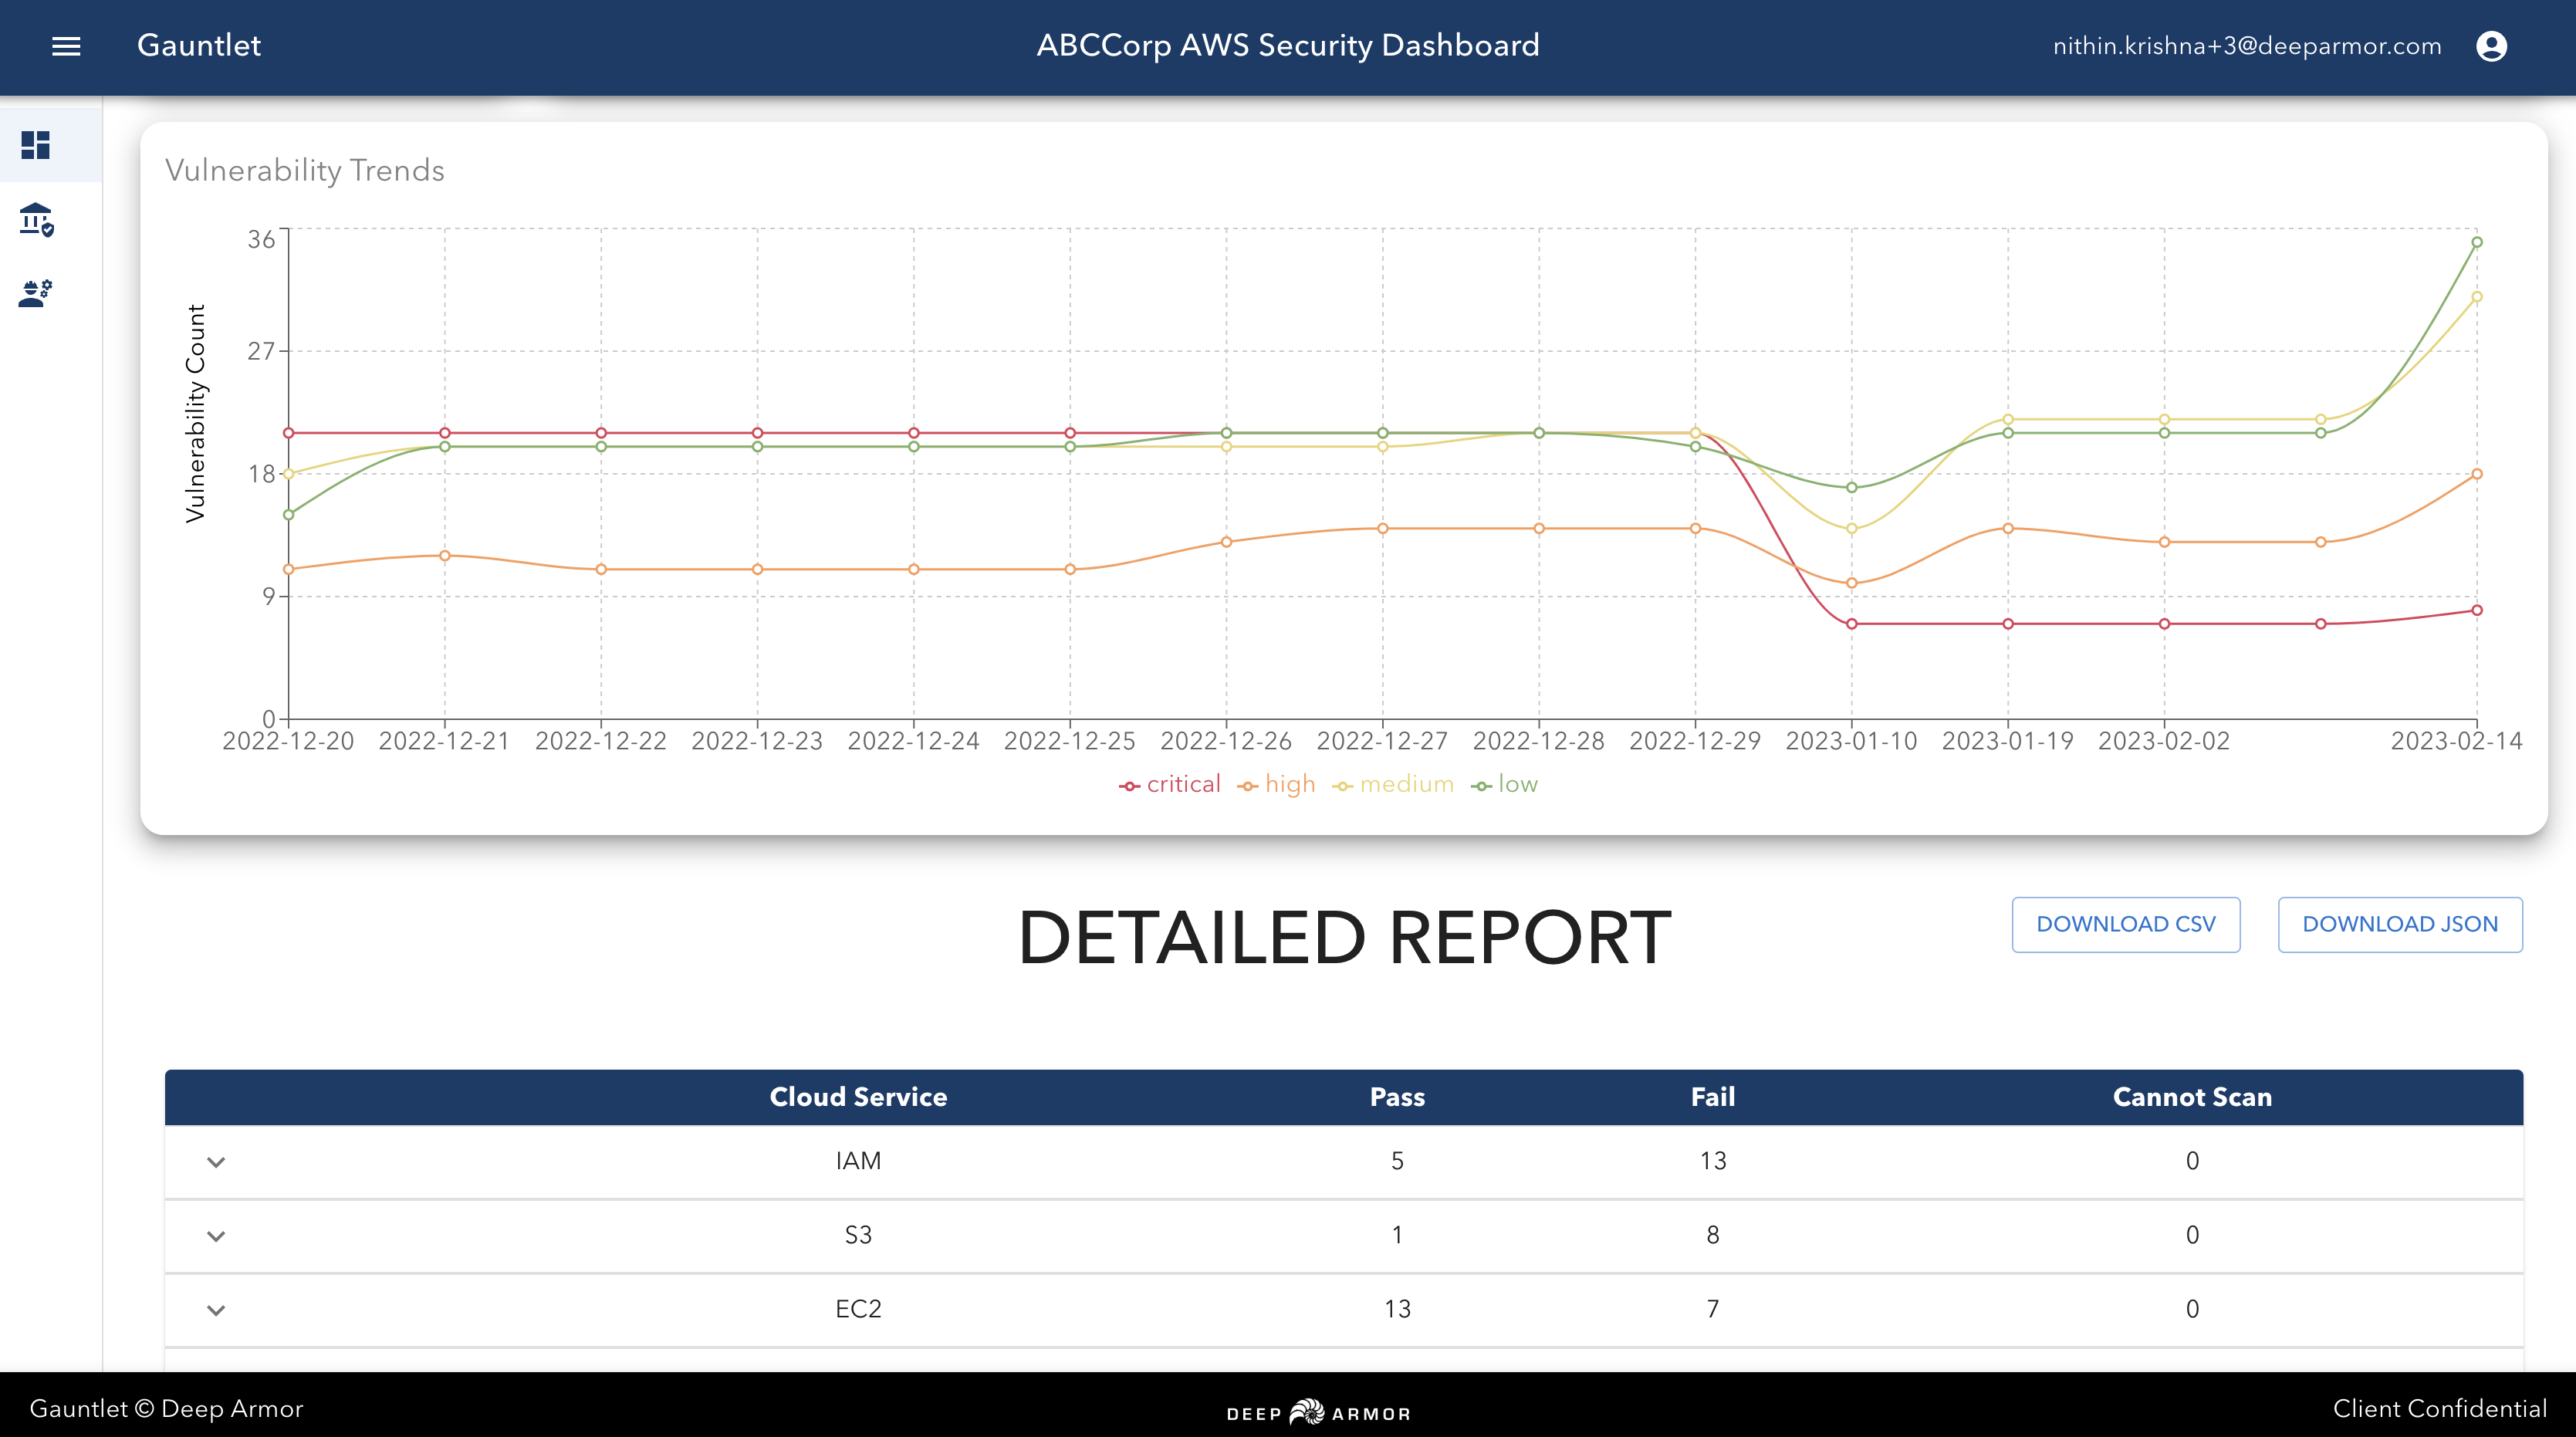 Gauntlet
ABCCorp AWS Security Dashboard
nithin.krishna+3@deeparmor.com
Vulnerability Trends
Vulnerability Count
36
27
18
9
0
2022-12-20 2022-12-21 2022-12-22 2022-12-23 2022-12-24 2022-12-25 2022-12-26 2022-12-27 2022-12-28 2022-12-29 2023-01-10 2023-01-19 2023-02-02 2023-02-14
critical high medium low
DETAILED REPORT
DOWNLOAD CSV
DOWNLOAD JSON
Cloud Service Pass Fail Cannot Scan
IAM 5 13 0
S3 1 8 0
EC2 13 7 0
Gauntlet © Deep Armor
DEEP ARMOR
Client Confidential